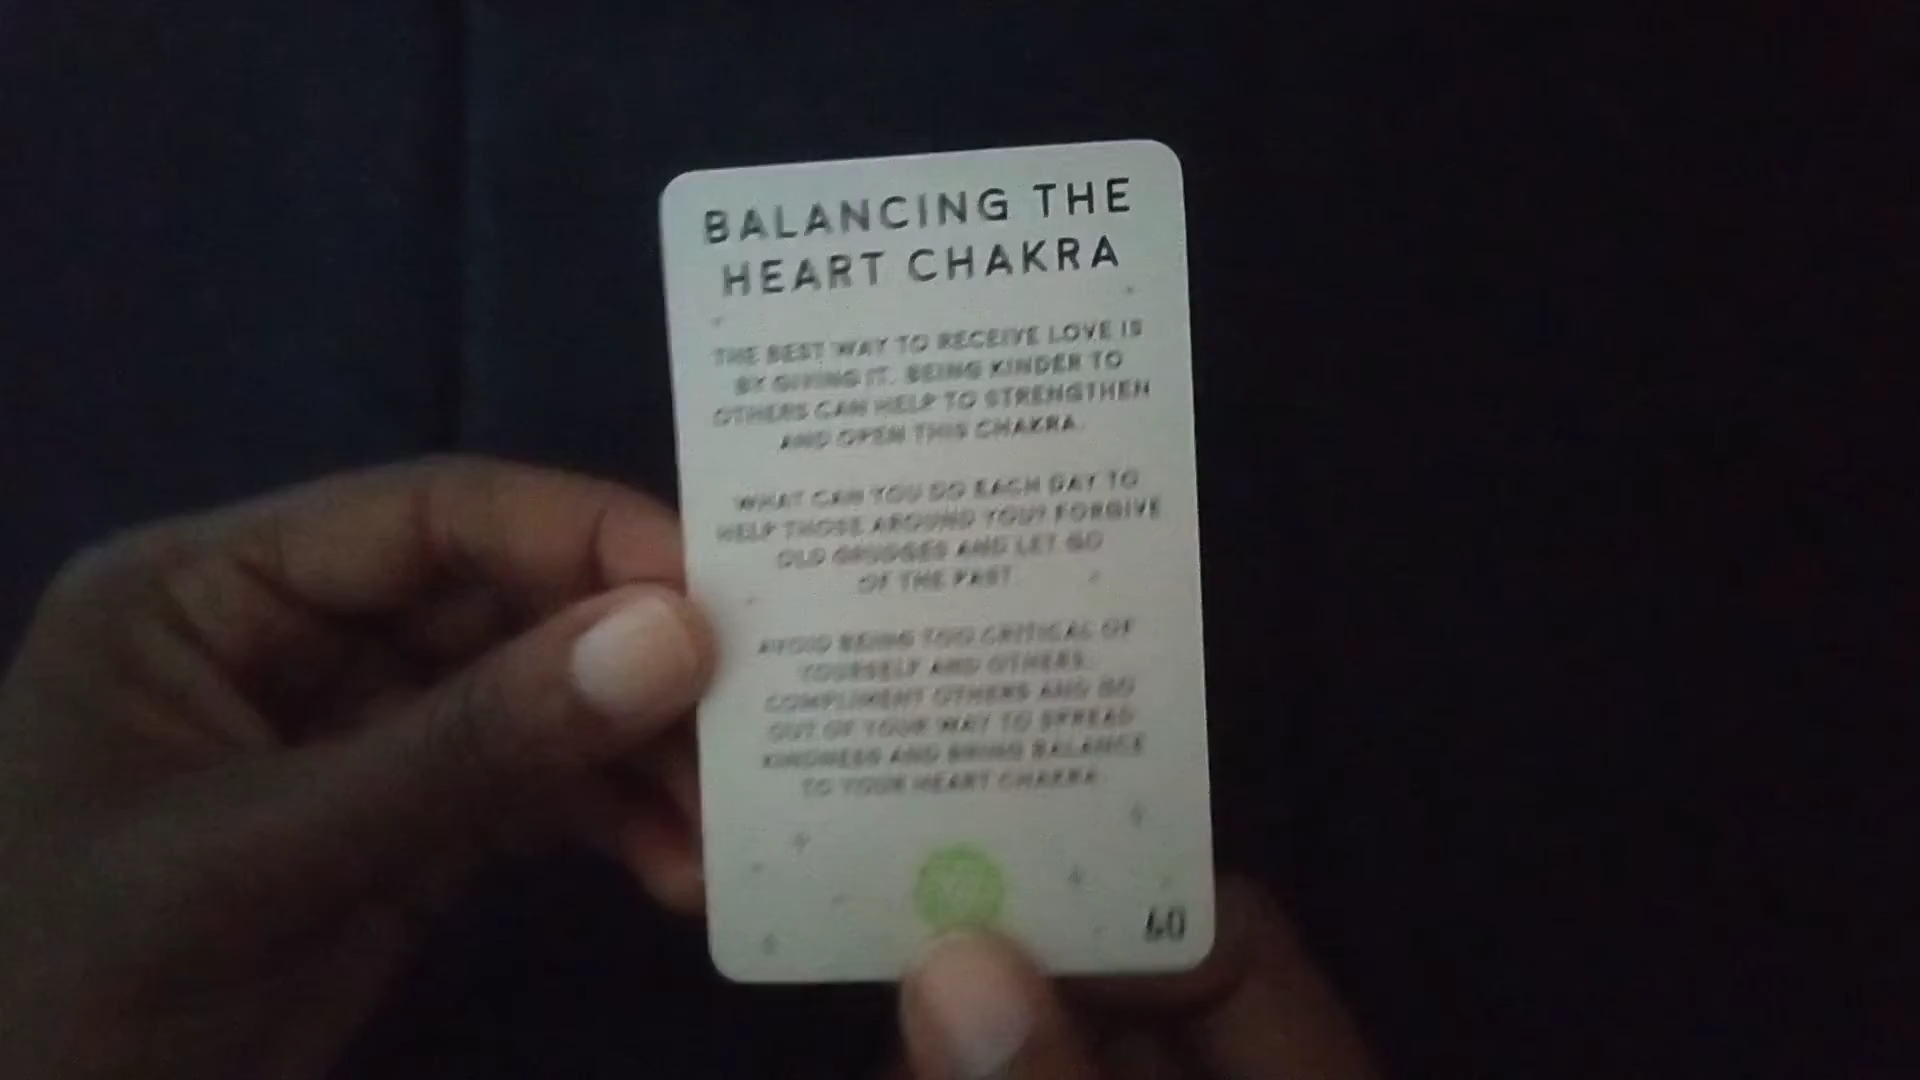 BALANCING THE
HEART CHAKRA
THE BEST WAY TO RECEIVE LOVE IS
BY GIVING IT. BEING KINDER TO
OTHERS CAN HELP TO STRENGTHEN
AND OPEN THIS CHAKRA.
WHAT CAN YOU DO EACH DAY TO
HELP THOSE AROUND YOU? FORGIVE
OLD GRUDGES AND LET GO
OF THE PAST.
AVOID BEING TOO CRITICAL OF
YOURSELF AND OTHERS.
COMPLIMENT OTHERS AND GO
OUT OF YOUR WAY TO SPREAD
KINDNESS AND BRING BALANCE
TO YOUR HEART CHAKRA.
60